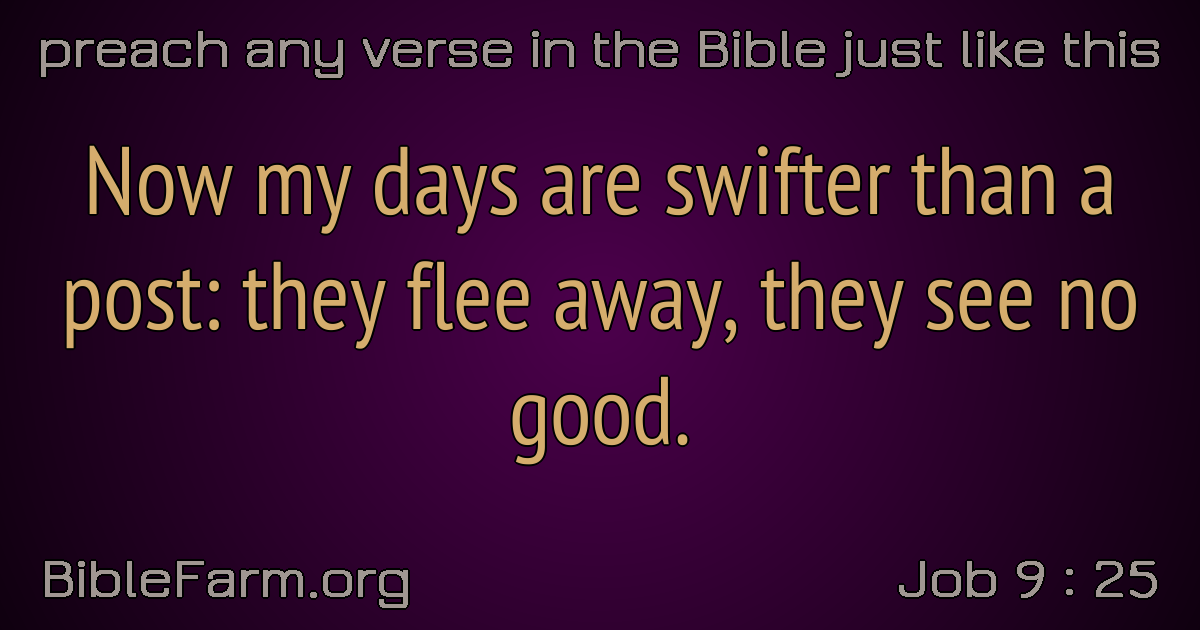 preach any verse in the Bible just like this
Now my days are swifter than a
post: they flee away, they see no
good.
BibleFarm.org
Job 9 : 25